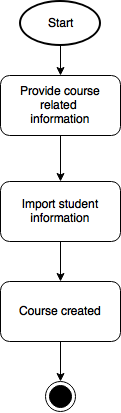 Start
Provide course
related
information
Import student
information
Course created